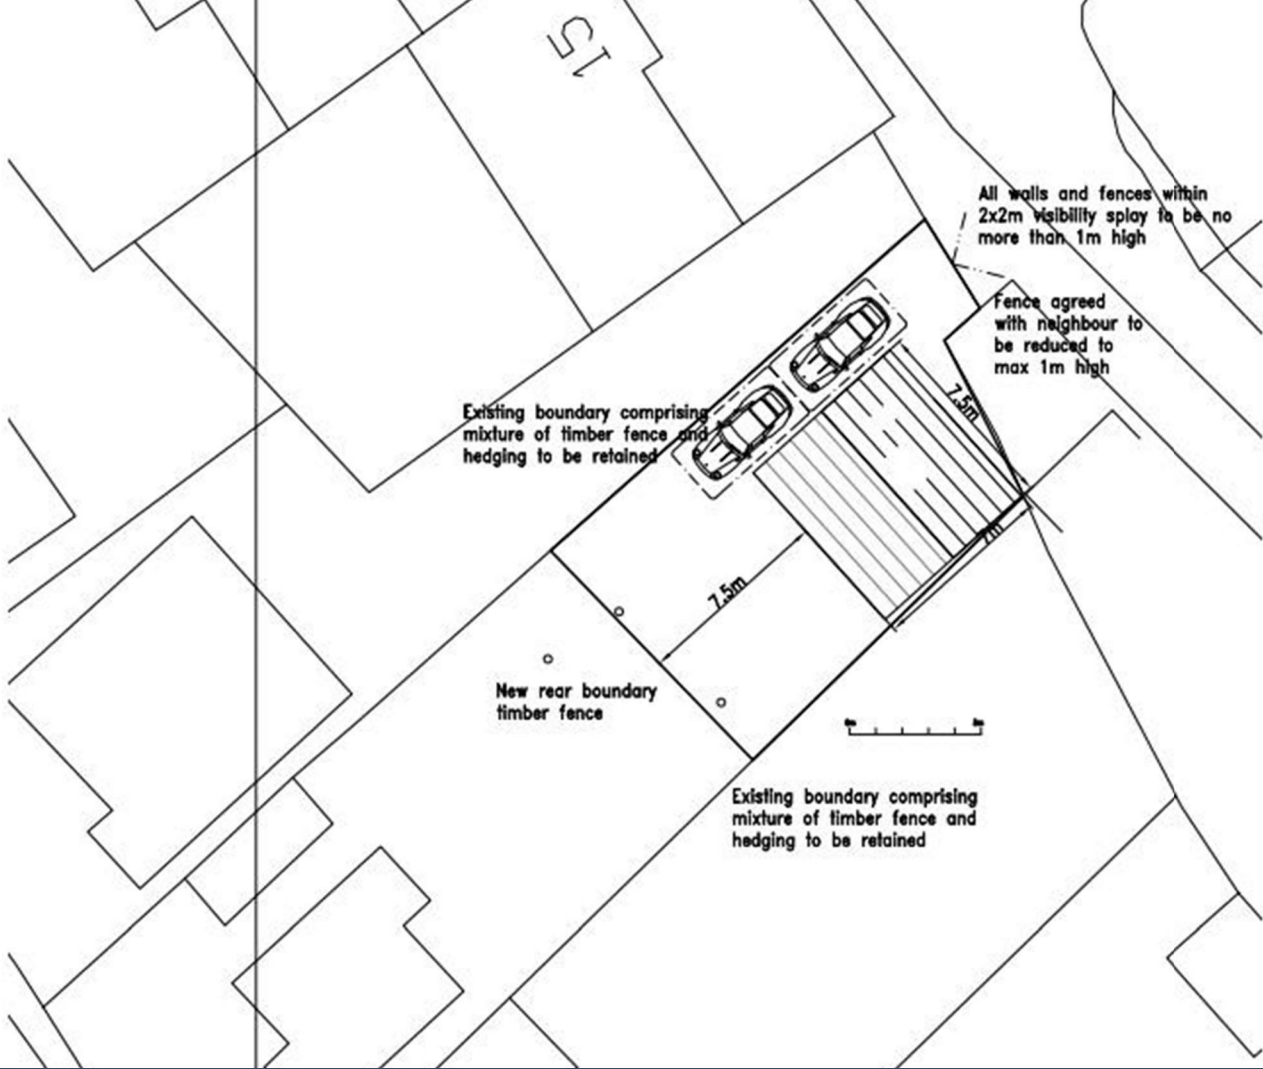 15
All walls and fences within
2x2m visibility splay to be no
more than 1m high
Fence agreed
with neighbour to
be reduced to
max 1m high
7.5m
Existing boundary comprising
mixture of timber fence and
hedging to be retained
7m
7.5m
New rear boundary
timber fence
Existing boundary comprising
mixture of timber fence and
hedging to be retained